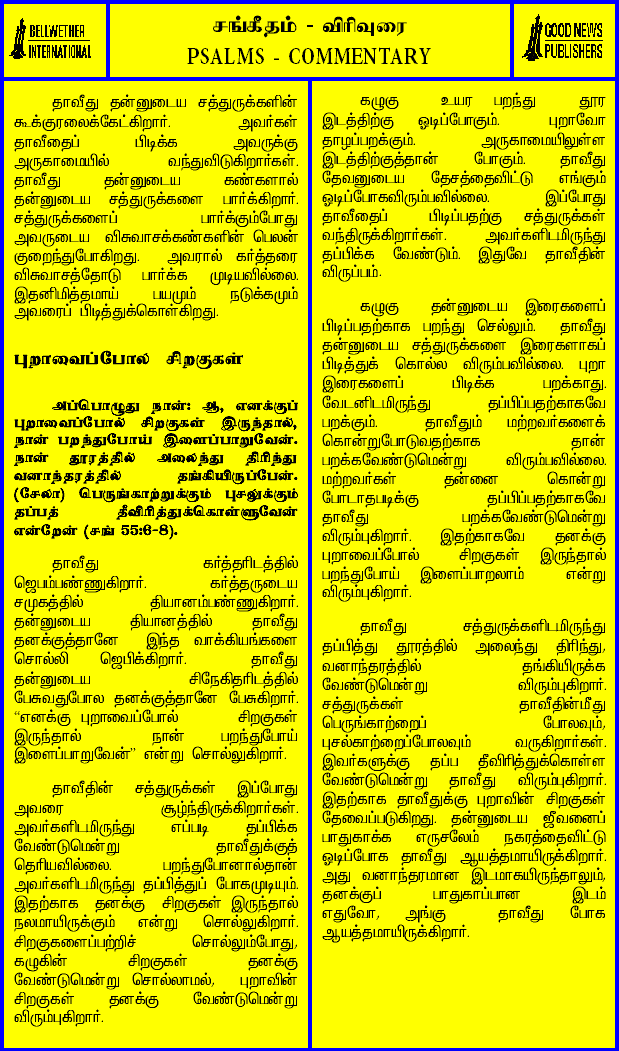 BELLWETHER
INTERNATIONAL
சங்கீதம் - விரிவுரை
PSALMS - COMMENTARY
GOOD NEWS
PUBLISHERS
தாவீது தன்னுடைய சத்துருக்களின்
கூக்குரலைக்கேட்கிறார். அவர்கள்
தாவீதைப் பிடிக்க அவருக்கு
அருகாமையில் வந்துவிடுகிறார்கள்.
தாவீது தன்னுடைய கண்களால்
தன்னுடைய சத்துருக்களை பார்க்கிறார்.
சத்துருக்களைப் பார்க்கும்போது
அவருடைய விசுவாசக்கண்களின் பெலன்
குறைந்துபோகிறது. அவரால் கர்த்தரை
விசுவாசத்தோடு பார்க்க முடியவில்லை.
இதனிமித்தமாய் பயமும் நடுக்கமும்
அவரைப் பிடித்துக்கொள்கிறது.
புறாவைப்போல் சிறகுகள்
அப்பொழுது நான்: ஆ, எனக்குப்
புறாவைப்போல் சிறகுகள் இருந்தால்,
நான் பறந்துபோய் இளைப்பாறுவேன்.
நான் தூரத்தில் அலைந்து திரிந்து
வனாந்தரத்தில் தங்கியிருப்பேன்.
(சேலா) பெருங்காற்றுக்கும் புசலுக்கும்
தப்பத் தீவிரித்துக்கொள்ளுவேன்
என்றேன் (சங் 55:6-8).
தாவீது கர்த்தரிடத்தில்
ஜெபம்பண்ணுகிறார். கர்த்தருடைய
சமுகத்தில் தியானம்பண்ணுகிறார்.
தன்னுடைய தியானத்தில் தாவீது
தனக்குத்தானே இந்த வாக்கியங்களை
சொல்லி ஜெபிக்கிறார். தாவீது
தன்னுடைய சிநேகிதரிடத்தில்
பேசுவதுபோல தனக்குத்தானே பேசுகிறார்.
“எனக்கு புறாவைப்போல் சிறகுகள்
இருந்தால் நான் பறந்துபோய்
இளைப்பாறுவேன்” என்று சொல்லுகிறார்.
தாவீதின் சத்துருக்கள் இப்போது
அவரை சூழ்ந்திருக்கிறார்கள்.
அவர்களிடமிருந்து எப்படி தப்பிக்க
வேண்டுமென்று தாவீதுக்குத்
தெரியவில்லை. பறந்துபோனால்தான்
அவர்களிடமிருந்து தப்பித்துப் போகமுடியும்.
இதற்காக தனக்கு சிறகுகள் இருந்தால்
நலமாயிருக்கும் என்று சொல்லுகிறார்.
சிறகுகளைப்பற்றிச் சொல்லும்போது,
கழுகின் சிறகுகள் தனக்கு
வேண்டுமென்று சொல்லாமல், புறாவின்
சிறகுகள் தனக்கு வேண்டுமென்று
விரும்புகிறார்.
கழுகு உயர பறந்து தூர
இடத்திற்கு ஓடிப்போகும். புறாவோ
தாழப்பறக்கும். அருகாமையிலுள்ள
இடத்திற்குத்தான் போகும். தாவீது
தேவனுடைய தேசத்தைவிட்டு எங்கும்
ஓடிப்போகவிரும்பவில்லை. இப்போது
தாவீதைப் பிடிப்பதற்கு சத்துருக்கள்
வந்திருக்கிறார்கள். அவர்களிடமிருந்து
தப்பிக்க வேண்டும். இதுவே தாவீதின்
விருப்பம்.
கழுகு தன்னுடைய இரைகளைப்
பிடிப்பதற்காக பறந்து செல்லும். தாவீது
தன்னுடைய சத்துருக்களை இரைகளாகப்
பிடித்துக் கொல்ல விரும்பவில்லை. புறா
இரைகளைப் பிடிக்க பறக்காது.
வேடனிடமிருந்து தப்பிப்பதற்காகவே
பறக்கும். தாவீதும் மற்றவர்களைக்
கொன்றுபோடுவதற்காக தான்
பறக்கவேண்டுமென்று விரும்பவில்லை.
மற்றவர்கள் தன்னை கொன்று
போடாதபடிக்கு தப்பிப்பதற்காகவே
தாவீது பறக்கவேண்டுமென்று
விரும்புகிறார். இதற்காகவே தனக்கு
புறாவைப்போல் சிறகுகள் இருந்தால்
பறந்துபோய் இளைப்பாறலாம் என்று
விரும்புகிறார்.
தாவீது சத்துருக்களிடமிருந்து
தப்பித்து தூரத்தில் அலைந்து திரிந்து,
வனாந்தரத்தில் தங்கியிருக்க
வேண்டுமென்று விரும்புகிறார்.
சத்துருக்கள் தாவீதின்மீது
பெருங்காற்றைப் போலவும்,
புசல்காற்றைப்போலவும் வருகிறார்கள்.
இவர்களுக்கு தப்ப தீவிரித்துக்கொள்ள
வேண்டுமென்று தாவீது விரும்புகிறார்.
இதற்காக தாவீதுக்கு புறாவின் சிறகுகள்
தேவைப்படுகிறது. தன்னுடைய ஜீவனைப்
பாதுகாக்க எருசலேம் நகரத்தைவிட்டு
ஓடிப்போக தாவீது ஆயத்தமாயிருக்கிறார்.
அது வனாந்தரமான இடமாகயிருந்தாலும்,
தனக்குப் பாதுகாப்பான இடம்
எதுவோ, அங்கு தாவீது போக
ஆயத்தமாயிருக்கிறார்.